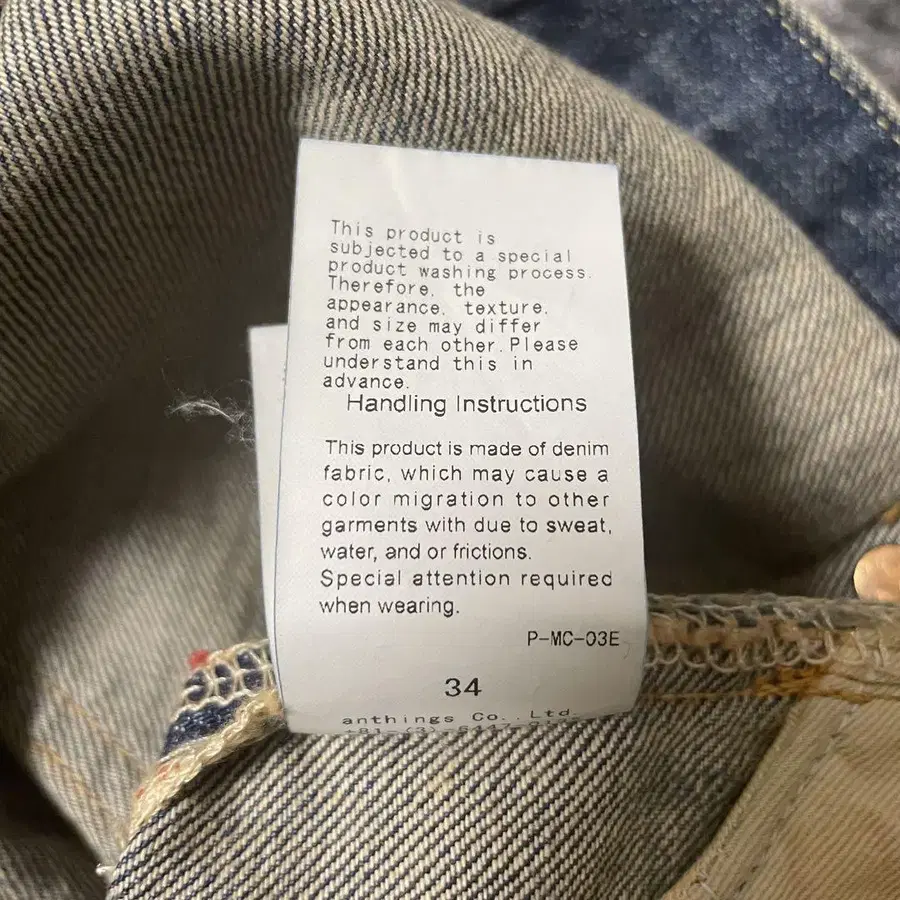 This product is
subjected to a special
product washing process.
Therefore, the
appearance, texture,
and size may differ
from each other.Please
understand this in
advance.
Handling Instructions
This product is made of denim
fabric, which may cause a
color migration to other
garments with due to sweat,
water, and or frictions.
Special attention required
when wearing.
P-MC-03E
34
anthings Co., Ltd.